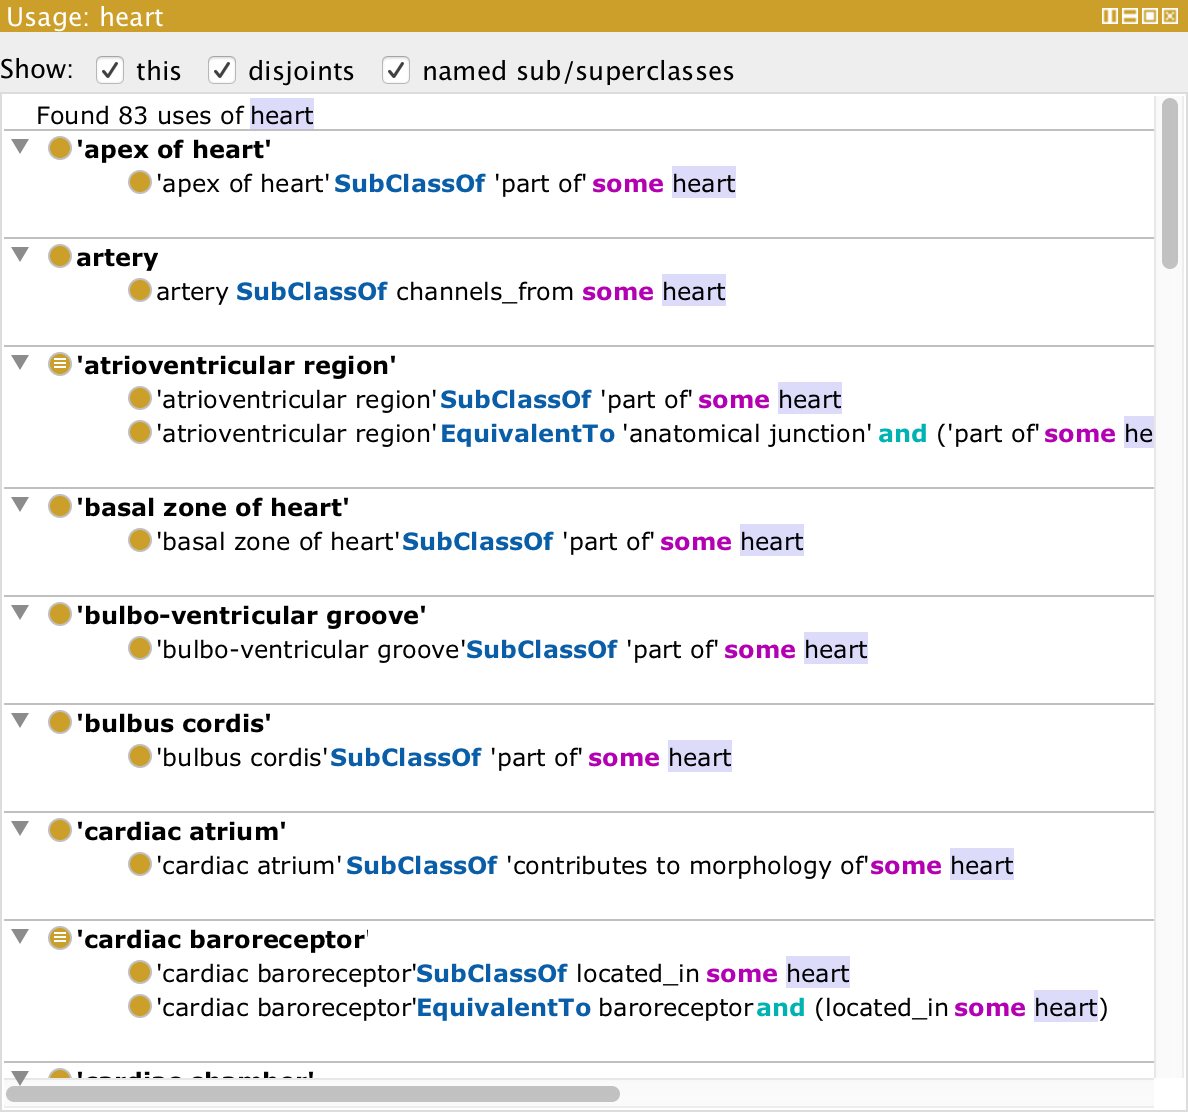 Usage: heart
Show: this disjoints named sub/superclasses
Found 83 uses of heart
'apex of heart'
'apex of heart' SubClassOf 'part of' some heart
artery
artery SubClassOf channels_from some heart
'atrioventricular region'
'atrioventricular region' SubClassOf 'part of' some heart
'atrioventricular region' EquivalentTo 'anatomical junction' and ('part of' some he
'basal zone of heart'
'basal zone of heart' SubClassOf 'part of' some heart
'bulbo-ventricular groove'
'bulbo-ventricular groove' SubClassOf 'part of' some heart
'bulbus cordis'
'bulbus cordis' SubClassOf 'part of' some heart
'cardiac atrium'
'cardiac atrium' SubClassOf 'contributes to morphology of' some heart
'cardiac baroreceptor'
'cardiac baroreceptor' SubClassOf located_in some heart
'cardiac baroreceptor' EquivalentTo baroreceptor and (located_in some heart)
'cardiac chamber'